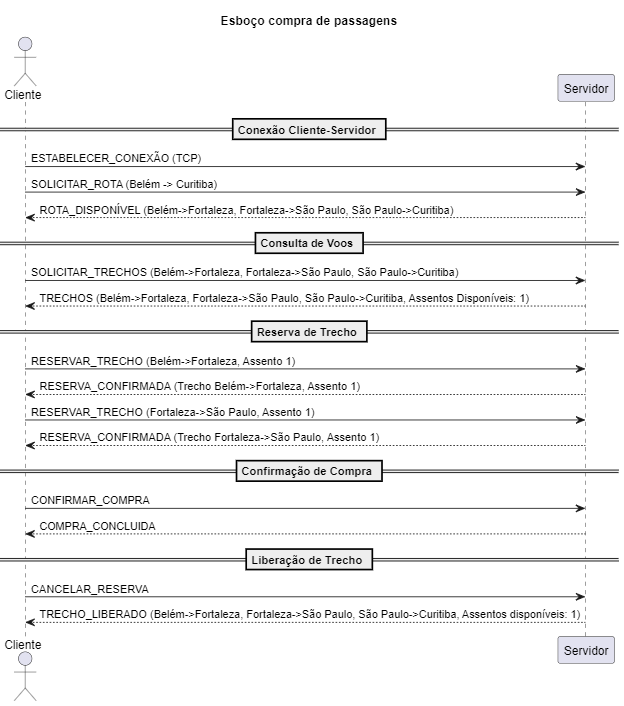 Esboço compra de passagens
Cliente
Servidor
Conexão Cliente-Servidor
ESTABELECER_CONEXÃO (TCP)
SOLICITAR_ROTA (Belém -> Curitiba)
ROTA_DISPONÍVEL (Belém->Fortaleza, Fortaleza->São Paulo, São Paulo->Curitiba)
Consulta de Voos
SOLICITAR_TRECHOS (Belém->Fortaleza, Fortaleza->São Paulo, São Paulo->Curitiba)
TRECHOS (Belém->Fortaleza, Fortaleza->São Paulo, São Paulo->Curitiba, Assentos Disponíveis: 1)
Reserva de Trecho
RESERVAR_TRECHO (Belém->Fortaleza, Assento 1)
RESERVA_CONFIRMADA (Trecho Belém->Fortaleza, Assento 1)
RESERVAR_TRECHO (Fortaleza->São Paulo, Assento 1)
RESERVA_CONFIRMADA (Trecho Fortaleza->São Paulo, Assento 1)
Confirmação de Compra
CONFIRMAR_COMPRA
COMPRA_CONCLUIDA
Liberação de Trecho
CANCELAR_RESERVA
TRECHO_LIBERADO (Belém->Fortaleza, Fortaleza->São Paulo, São Paulo->Curitiba, Assentos disponíveis: 1)
Cliente
Servidor